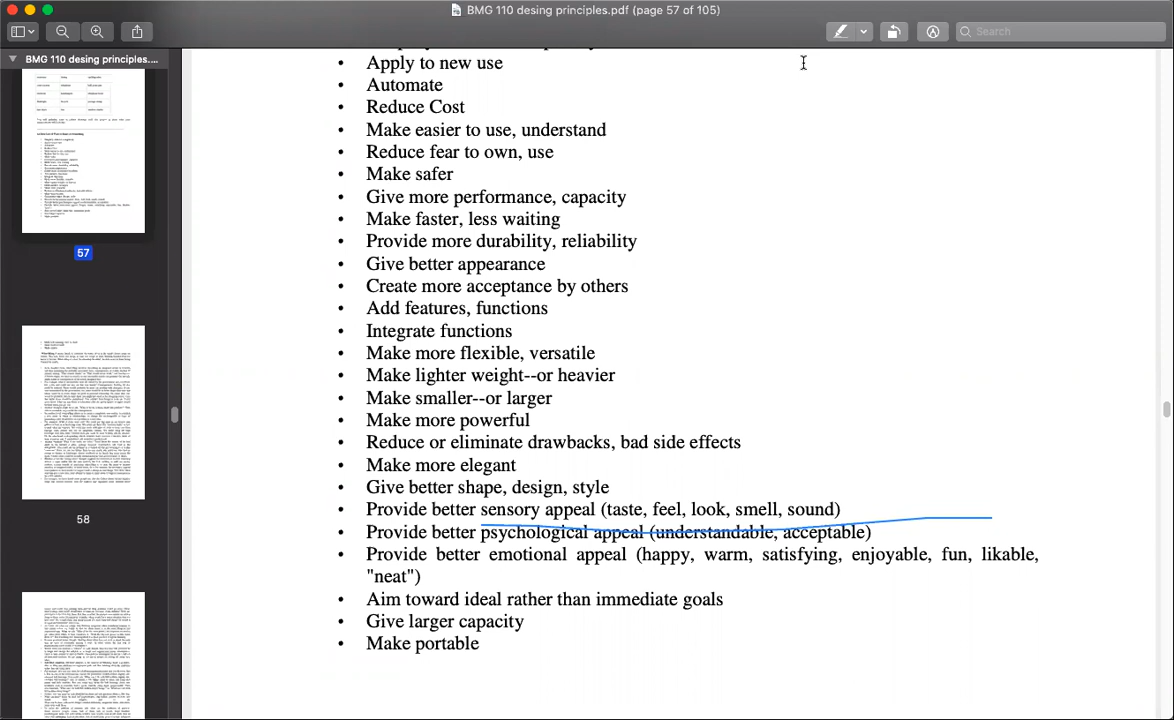 BMG 110 desing principles.pdf (page 57 of 105)
Search
BMG 110 desing principles....
57
58
• Apply to new use
• Automate
• Reduce Cost
• Make easier to use, understand
• Reduce fear to own, use
• Make safer
• Give more performance, capacity
• Make faster, less waiting
• Provide more durability, reliability
• Give better appearance
• Create more acceptance by others
• Add features, functions
• Integrate functions
• Make more flexible, versatile
• Make lighter weight--or heavier
• Make smaller--or larger
• Make more powerful
• Reduce or eliminate drawbacks, bad side effects
• Make more elegant
• Give better shape, design, style
• Provide better sensory appeal (taste, feel, look, smell, sound)
• Provide better psychological appeal (understandable, acceptable)
• Provide better emotional appeal (happy, warm, satisfying, enjoyable, fun, likable,
"neat")
• Aim toward ideal rather than immediate goals
• Give larger capacity
• Make portable